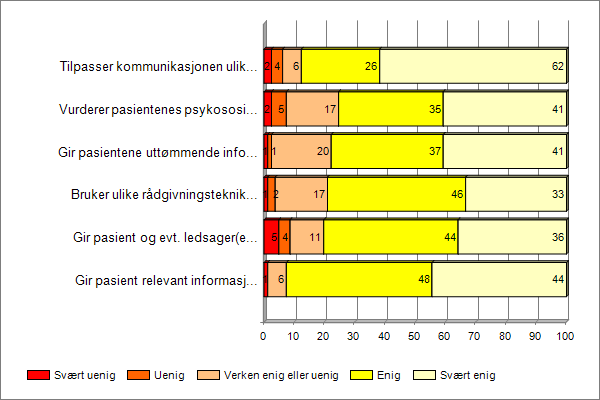 Tilpasser kommunikasjonen ulik... 2 4 6 26 62
Vurderer pasientenes psykososi... 2 5 17 35 41
Gir pasientene uttømmende info... 1 1 20 37 41
Bruker ulike rådgivningsteknik... 1 2 17 46 33
Gir pasient og evt. ledsager(e... 5 4 11 44 36
Gir pasient relevant informasj... 1 6 48 44
0 10 20 30 40 50 60 70 80 90 100
Svært uenig Uenig Verken enig eller uenig Enig Svært enig